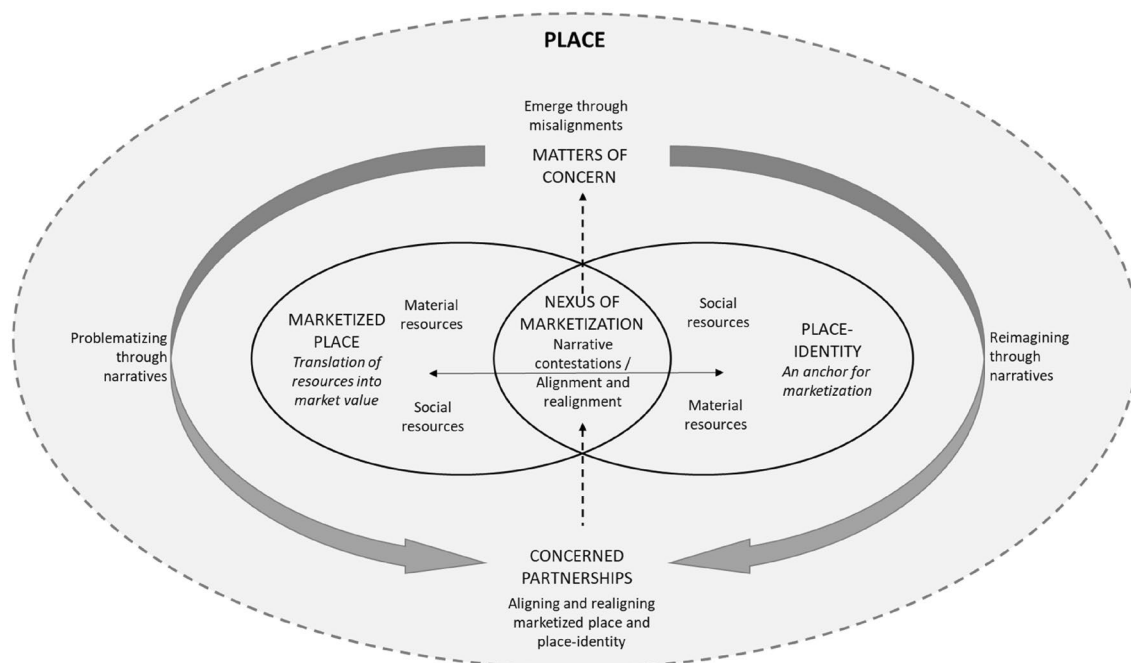 PLACE
Emerge through
misalignments
MATTERS OF
CONCERN
Problematizing
through
narratives
MARKETIZED
PLACE
Translation of
resources into
market value
Material
resources
Social
resources
NEXUS OF
MARKETIZATION
Narrative
contestations /
Alignment and
realignment
Social
resources
Material
resources
PLACE-
IDENTITY
An anchor for
marketization
Reimagining
through
narratives
CONCERNED
PARTNERSHIPS
Aligning and realigning
marketized place and
place-identity